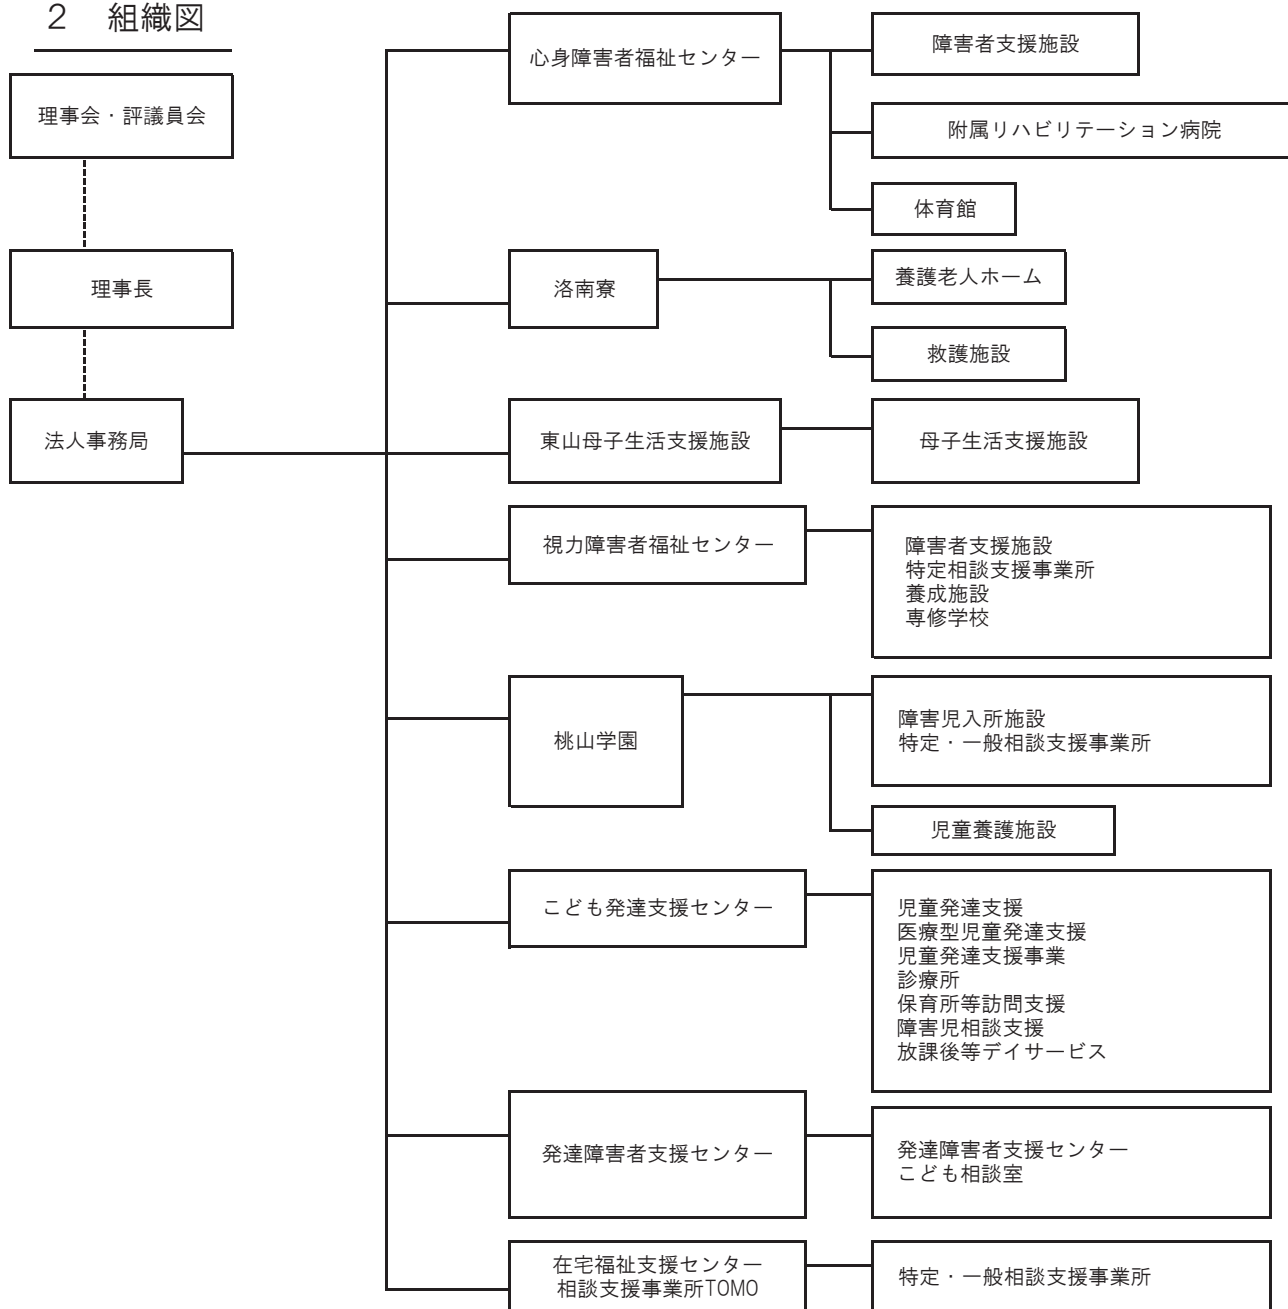 2 組織図
理事会・評議員会
理事長
法人事務局
心身障害者福祉センター
障害者支援施設
附属リハビリテーション病院
体育館
洛南寮
養護老人ホーム
救護施設
東山母子生活支援施設
母子生活支援施設
視力障害者福祉センター
障害者支援施設
特定相談支援事業所
養成施設
専修学校
桃山学園
障害児入所施設
特定・一般相談支援事業所
児童養護施設
こども発達支援センター
児童発達支援
医療型児童発達支援
児童発達支援事業
診療所
保育所等訪問支援
障害児相談支援
放課後等デイサービス
発達障害者支援センター
発達障害者支援センター
こども相談室
在宅福祉支援センター
相談支援事業所TOMO
特定・一般相談支援事業所